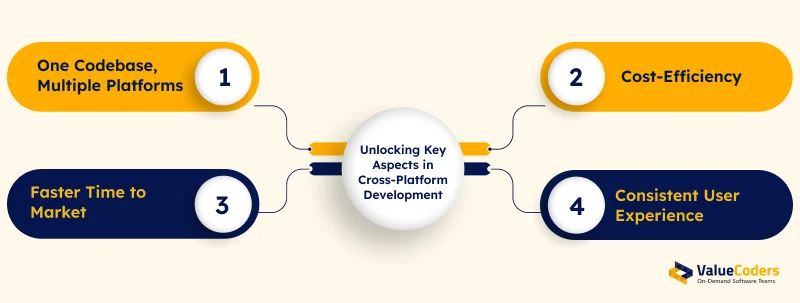 One Codebase,
Multiple Platforms
1
2
Cost-Efficiency
Unlocking Key
Aspects in
Cross-Platform
Development
Faster Time to
Market
3
4
Consistent User
Experience
ValueCoders
On-Demand Software Teams